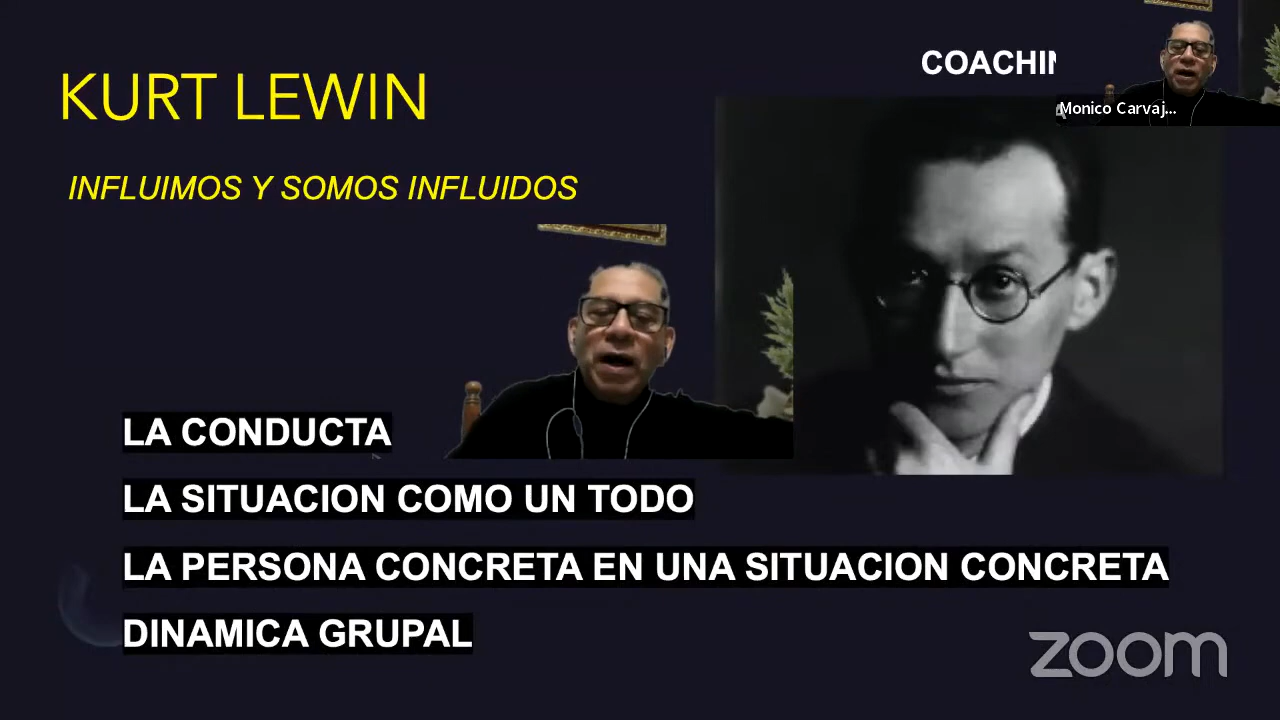 KURT LEWIN
COACHIN
Monico Carvaj...
INFLUIMOS Y SOMOS INFLUIDOS
LA CONDUCTA
LA SITUACION COMO UN TODO
LA PERSONA CONCRETA EN UNA SITUACION CONCRETA
DINAMICA GRUPAL
zoom